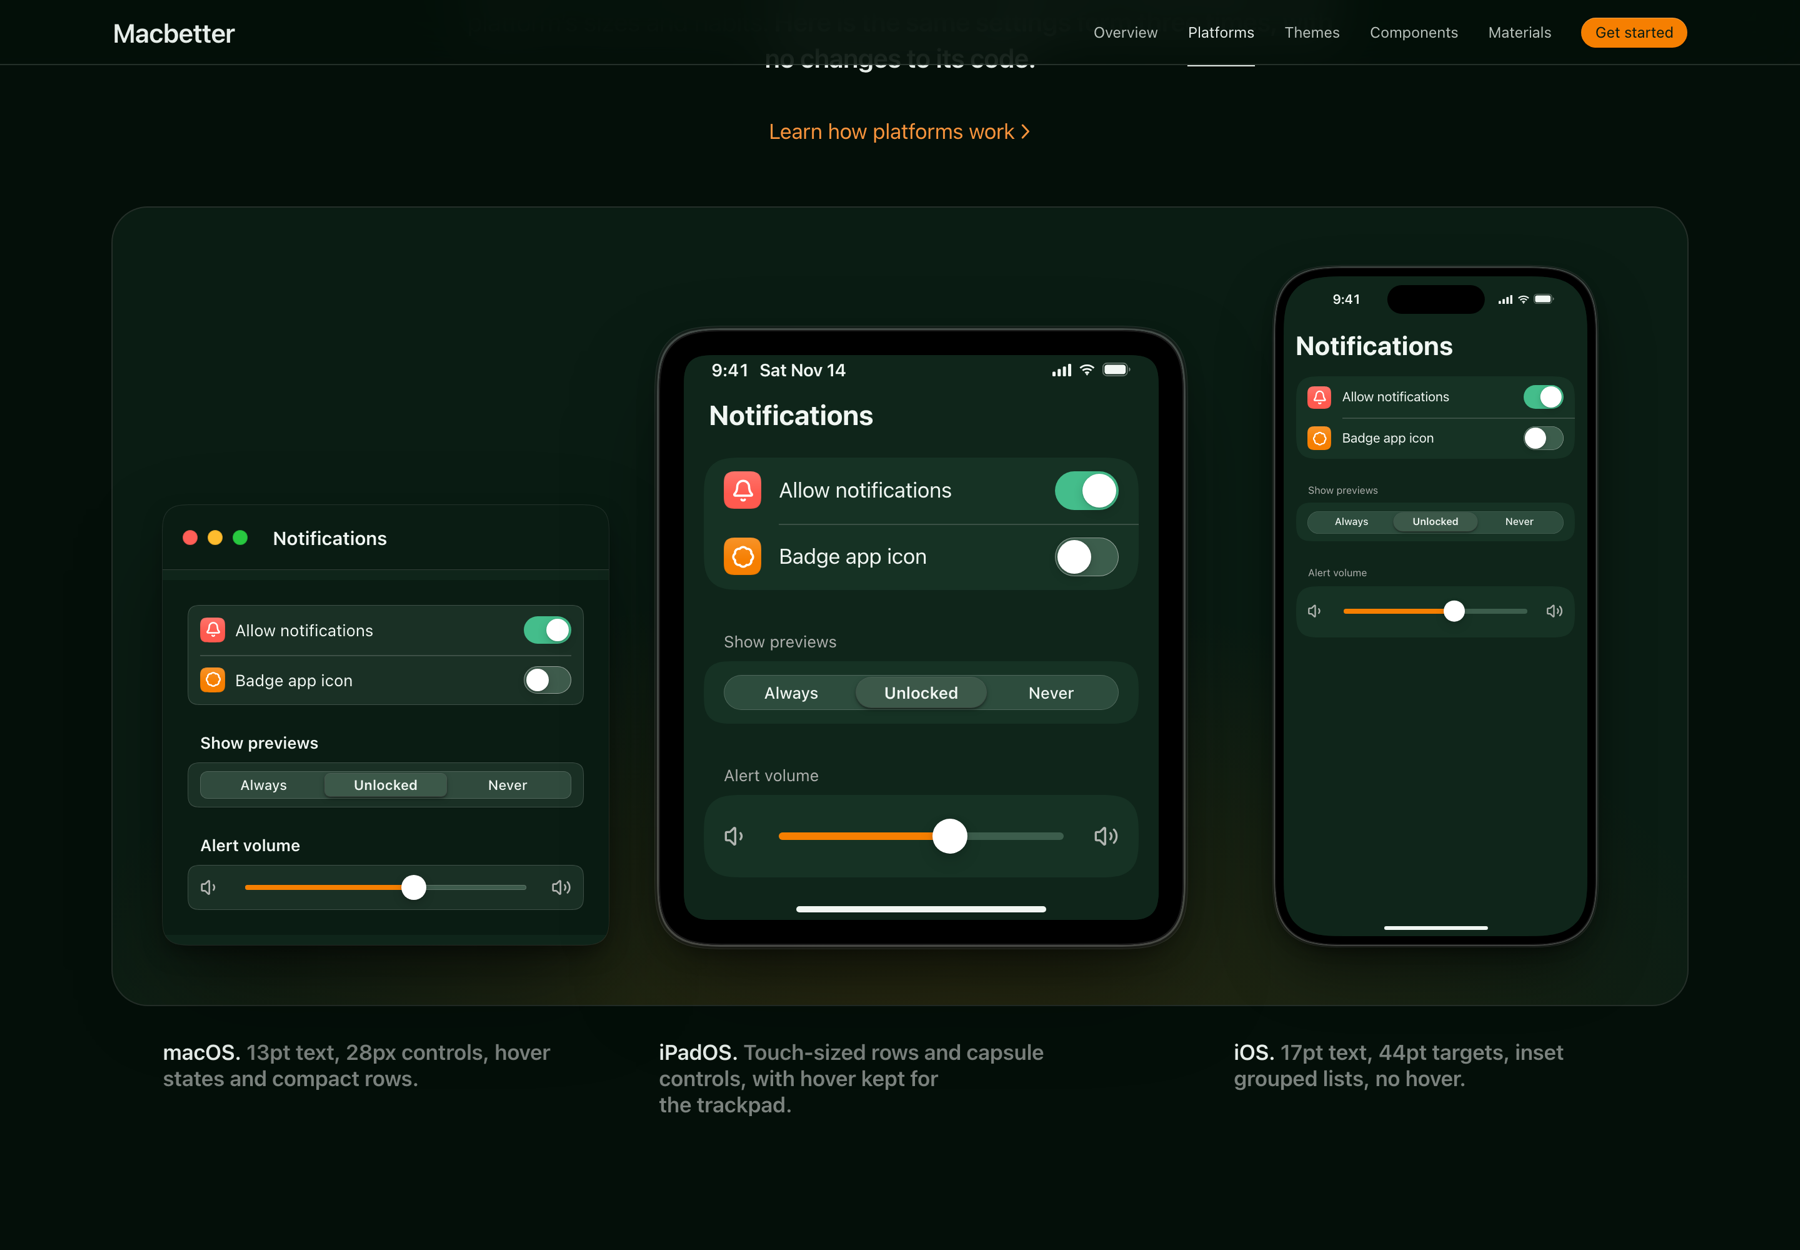 Macbetter
Overview
Platforms
Themes
Components
Materials
Get started
no changes to its code.
Learn how platforms work
Notifications
Allow notifications
Badge app icon
Show previews
Always
Unlocked
Never
Alert volume
9:41 Sat Nov 14
Notifications
Allow notifications
Badge app icon
Show previews
Always
Unlocked
Never
Alert volume
9:41
Notifications
Allow notifications
Badge app icon
Show previews
Always
Unlocked
Never
Alert volume
macOS. 13pt text, 28px controls, hover
states and compact rows.
iPadOS. Touch-sized rows and capsule
controls, with hover kept for
the trackpad.
iOS. 17pt text, 44pt targets, inset
grouped lists, no hover.